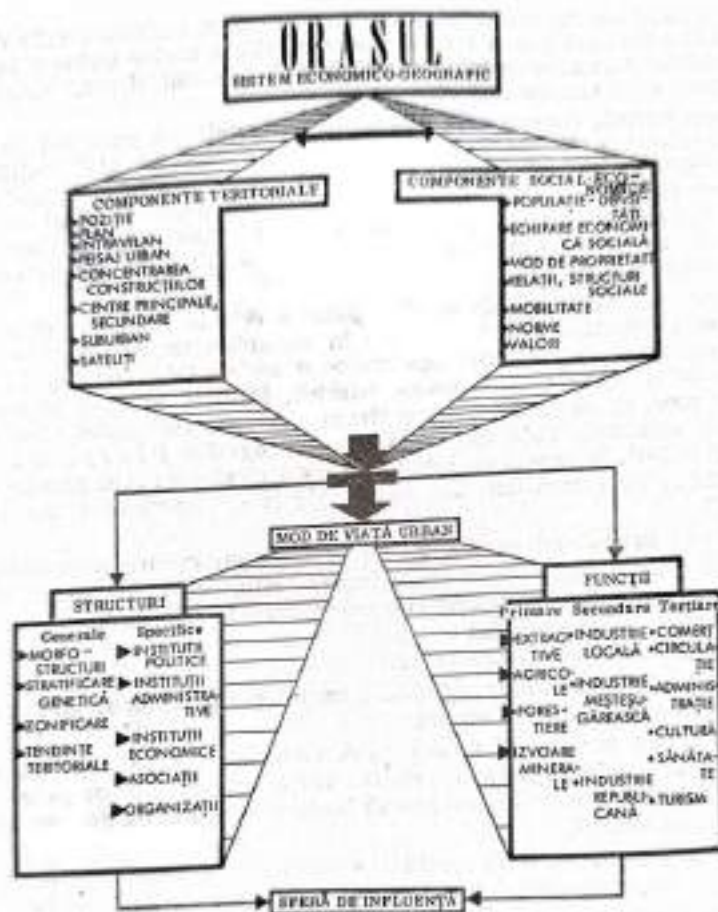 ORASUL
SISTEM ECONOMICO-GEOGRAFIC
COMPONENTE TERITORIALE
POZIȚIE
PLAN
INTRAVILAN
PEISAJ URBAN
CONCENTRAREA
CONSTRUCȚIILOR
CENTRE PRINCIPALE,
SECUNDARE
SUBURBAN
SATELIȚI
COMPONENTE SOCIAL-ECO-
NOMICE
POPULAȚIE-DENSI-
TĂȚI
ECHIPARE ECONOMI-
CĂ SOCIALĂ
MOD DE PROPRIETATE
RELAȚII, STRUCTURI
SOCIALE
MOBILITATE
NORME
VALORI
MOD DE VIAȚĂ URBAN
STRUCTURI
Generale
MORFO-
STRUCTURI
STRATIFICARE
GENETICĂ
ZONIFICARE
TENDINȚE
TERITORIALE
Specifice
INSTITUȚII
POLITICE
INSTITUȚII
ADMINISTRA-
TIVE
INSTITUȚII
ECONOMICE
ASOCIAȚII
ORGANIZAȚII
FUNCȚII
Primare Secundare Terțiare
EXTRAC-
TIVE
AGRICO-
LE
FORES-
TIERE
IZVOARE
MINERA-
LE
INDUSTRIE
LOCALĂ
INDUSTRIE
MEȘTEȘU-
GĂREASCĂ
INDUSTRIE
REPUBLI-
CANĂ
COMERȚ
CIRCULA-
ȚIE
ADMINIS-
TRAȚIE
CULTURĂ
SĂNĂTA-
TE
TURISM
SFERĂ DE INFLUENȚĂ